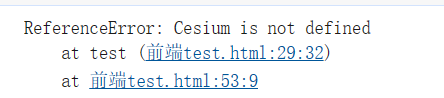 ReferenceError: Cesium is not defined
at test (前端test.html:29:32)
at 前端test.html:53:9